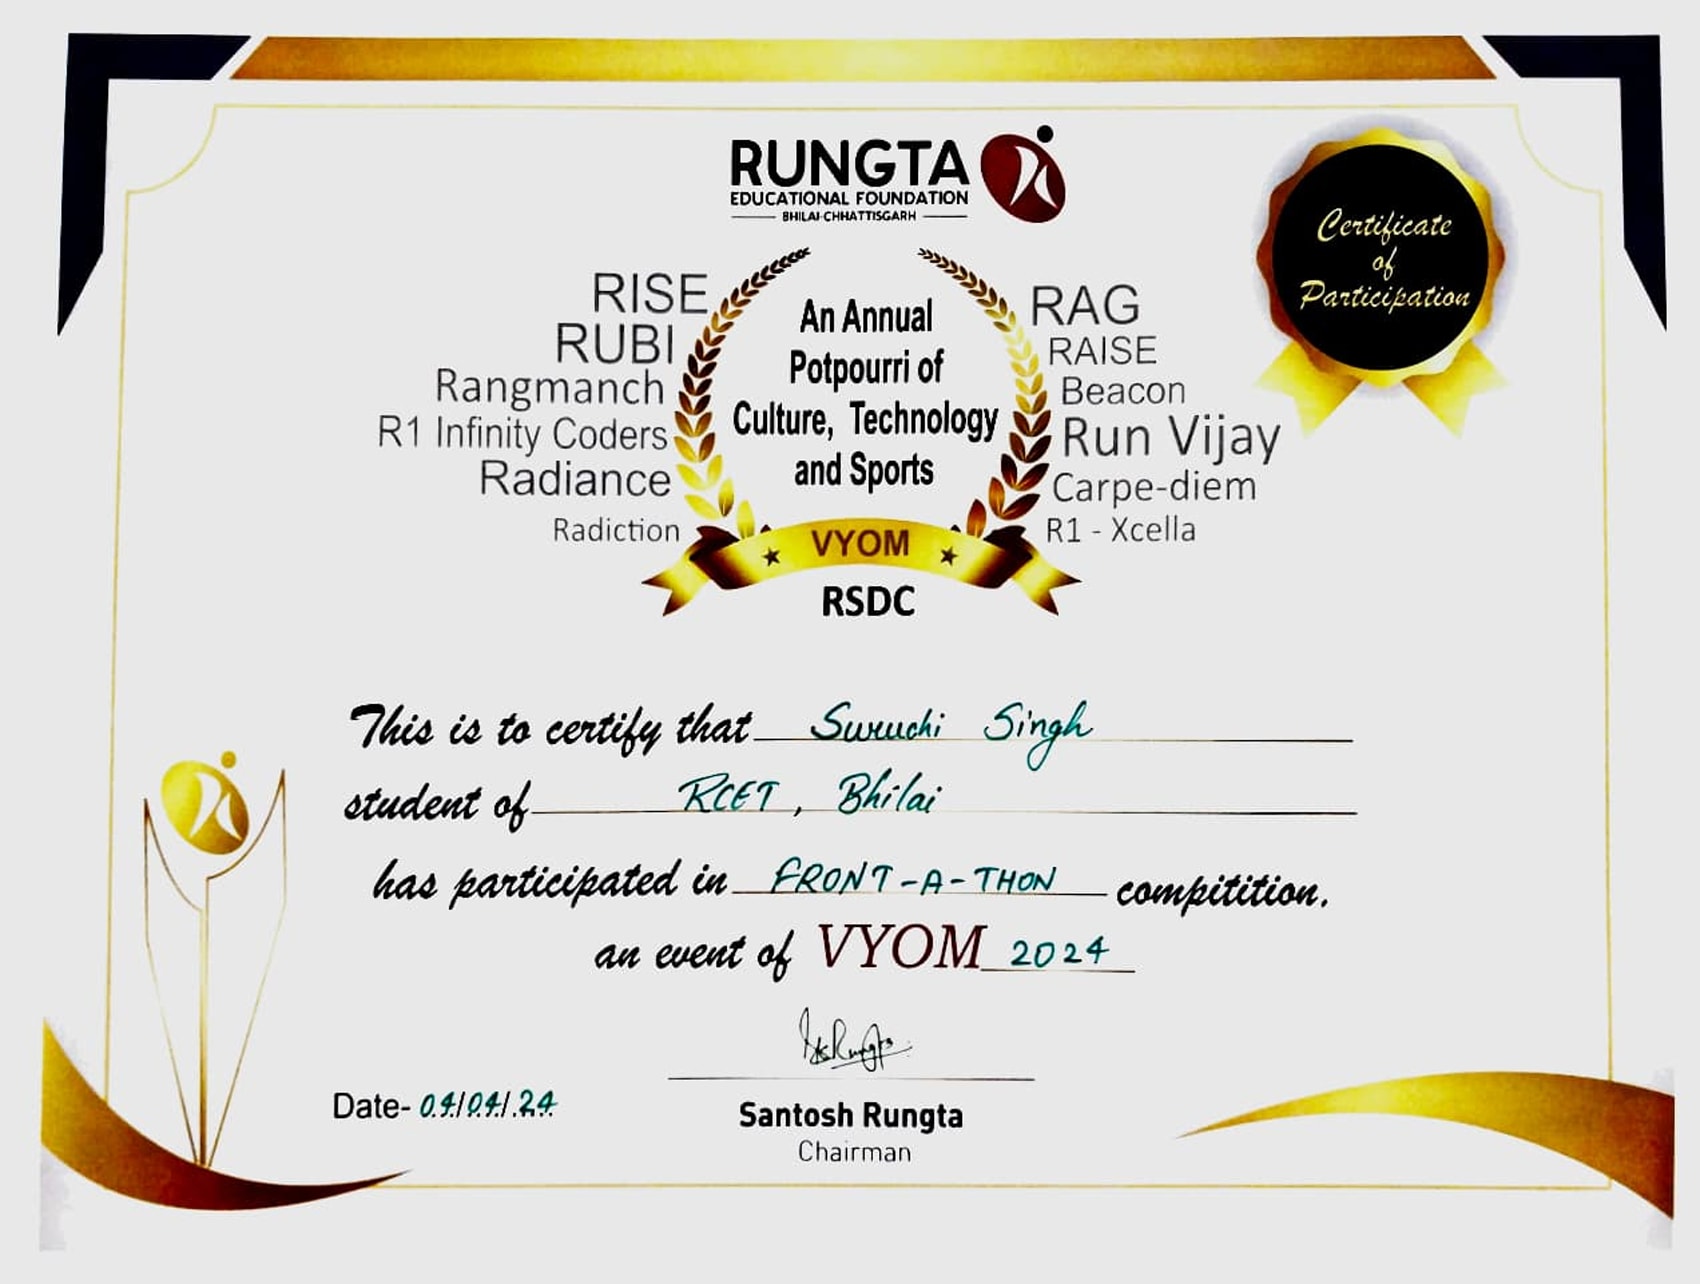 RUNGTA
EDUCATIONAL FOUNDATION
BHILAI-CHHATTISGARH
Certificate
of
Participation
RISE
RUBI
Rangmanch
R1 Infinity Coders
Radiance
Radiction
An Annual
Potpourri of
Culture, Technology
and Sports
VYOM
RSDC
RAG
RAISE
Beacon
Run Vijay
Carpe-diem
R1 - Xcella
This is to certify that Suruchi Singh
student of RCET, Bhilai
has participated in FRONT-A-THON compitition.
an event of VYOM 2024
Date- 04/04/24
Santosh Rungta
Chairman